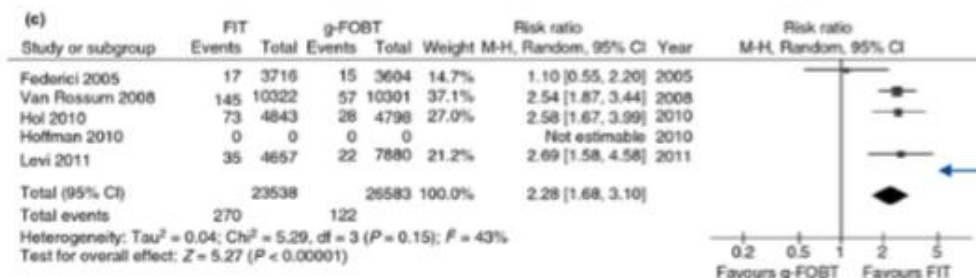 (c)
FIT g-FOBT Risk ratio Risk ratio
Study or subgroup Events Total Events Total Weight M-H, Random, 95% CI Year M-H, Random, 95% CI
Federici 2005 17 3716 15 3604 14.7% 1.10 [0.55, 2.20] 2005
Van Rossum 2008 145 10322 57 10301 37.1% 2.54 [1.87, 3.44] 2008
Hol 2010 73 4843 28 4798 27.0% 2.58 [1.67, 3.99] 2010
Hoffman 2010 0 0 0 0 Not estimable 2010
Levi 2011 35 4657 22 7880 21.2% 2.69 [1.58, 4.58] 2011
Total (95% CI) 23538 26583 100.0% 2.28 [1.68, 3.10]
Total events 270 122
Heterogeneity: Tau² = 0.04; Chi² = 5.29, df = 3 (P = 0.15); I² = 43%
Test for overall effect: Z = 5.27 (P < 0.00001)
0.2 0.5 1 2 5
Favours g-FOBT Favours FIT